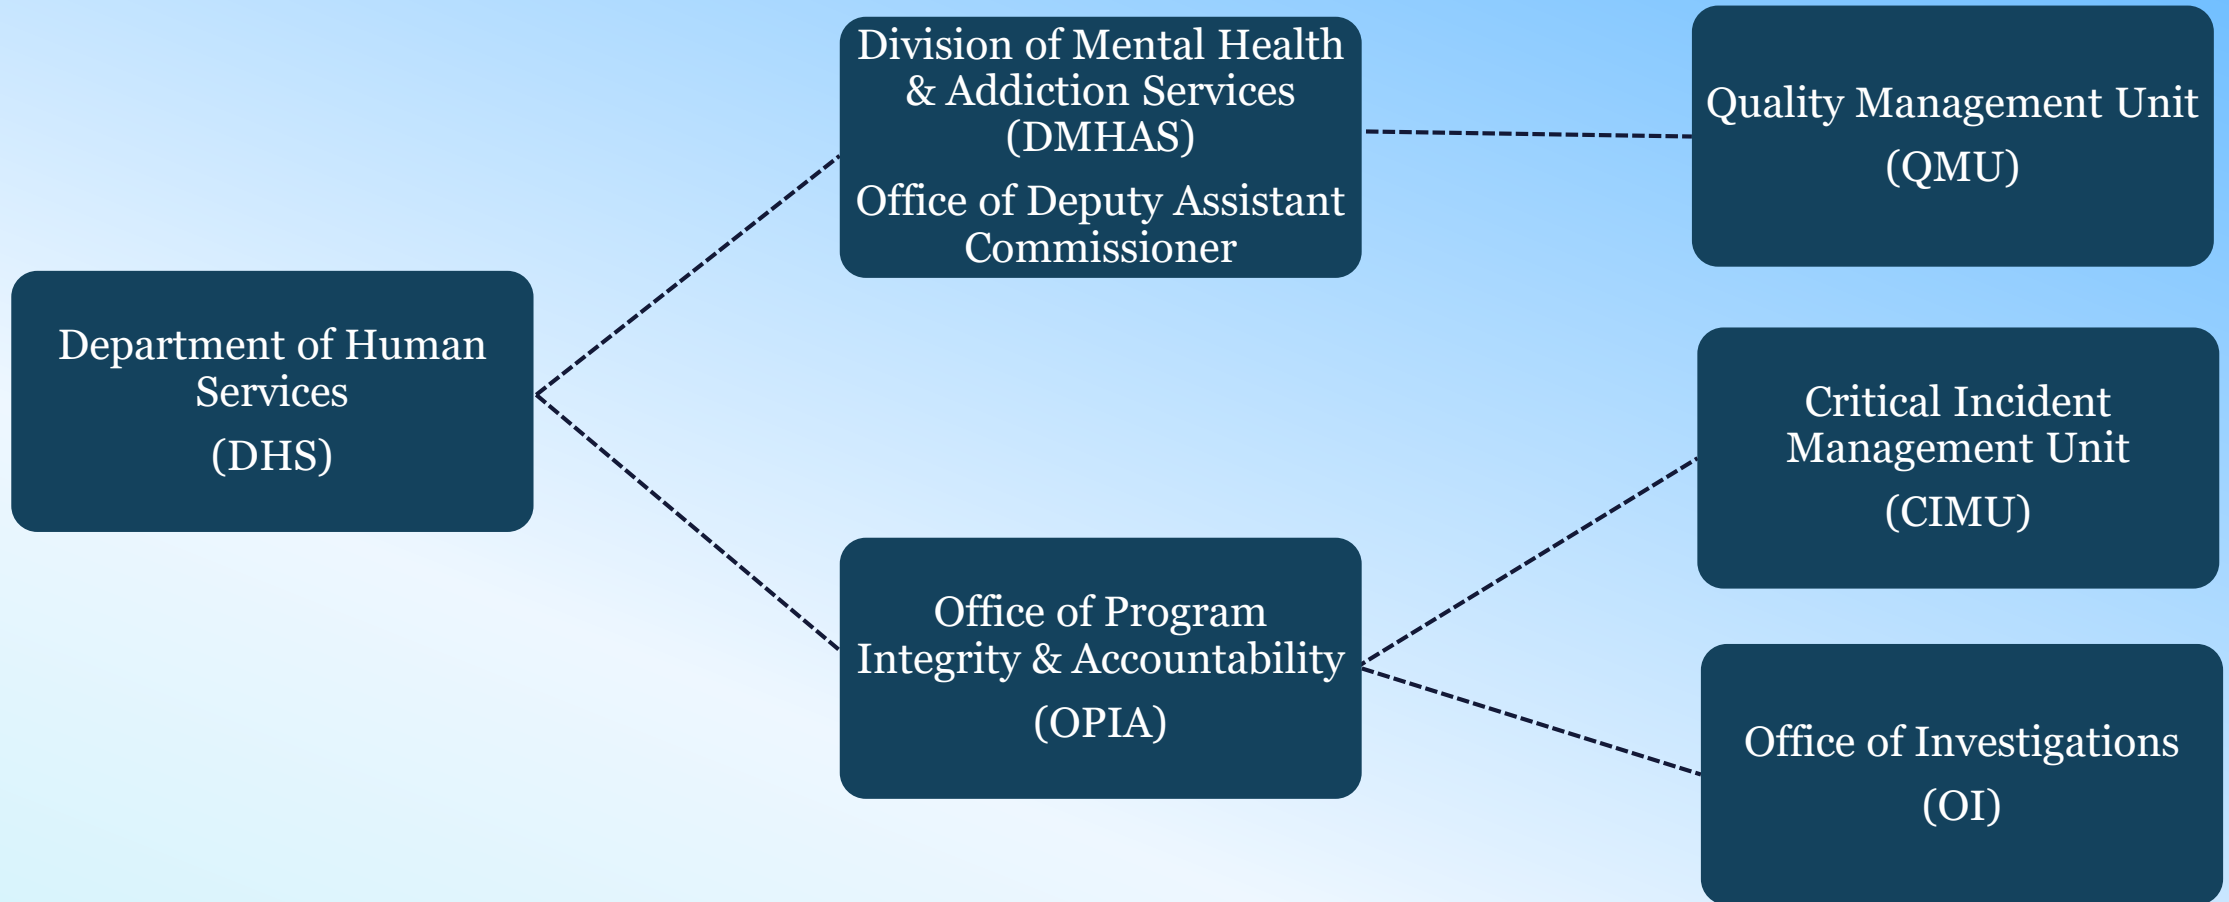 Department of Human
Services
(DHS)
Division of Mental Health
& Addiction Services
(DMHAS)
Office of Deputy Assistant
Commissioner
Office of Program
Integrity & Accountability
(OPIA)
Quality Management Unit
(QMU)
Critical Incident
Management Unit
(CIMU)
Office of Investigations
(OI)